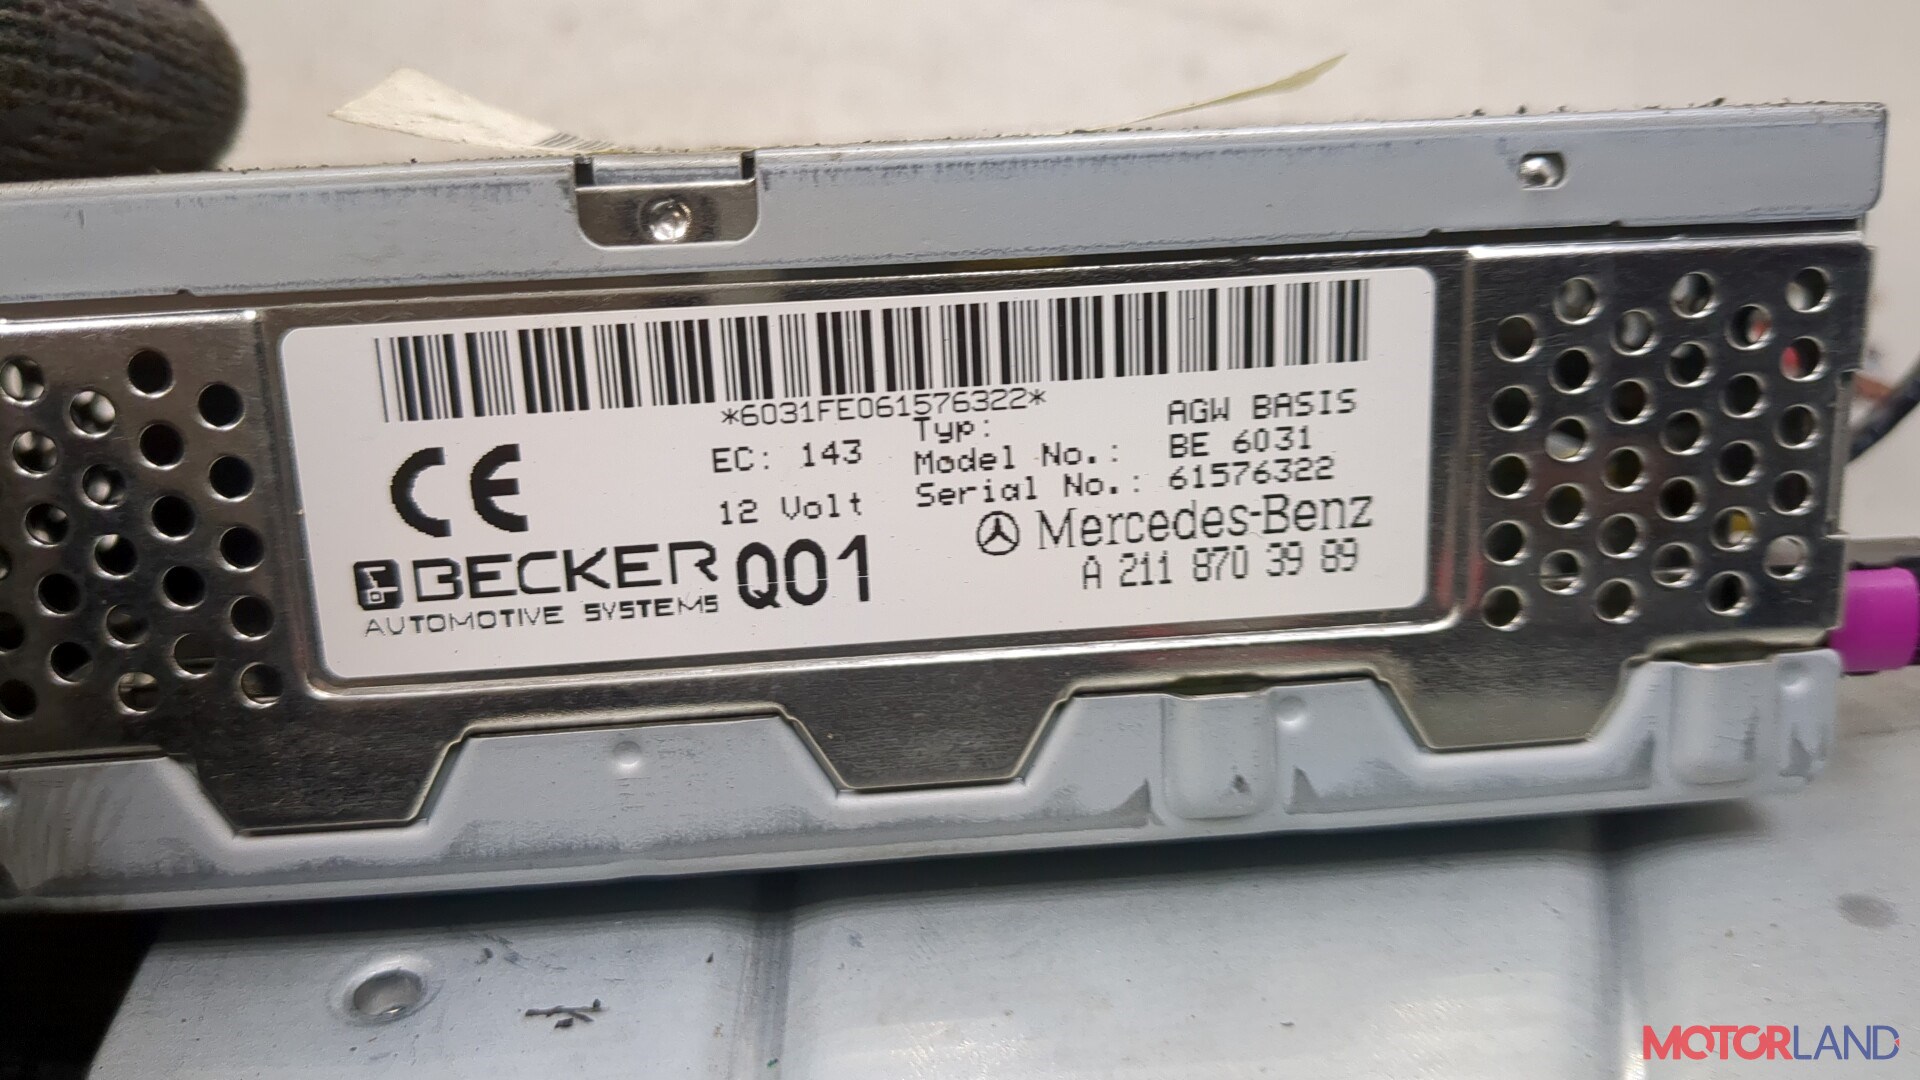 *6031FE061576322*
Typ: AGW BASIS
EC: 143
Model No.: BE 6031
12 Volt
Serial No.: 61576322
CE
Mercedes-Benz
BECKER Q01
A 211 870 39 89
AUTOMOTIVE SYSTEMS
MOTORLAND